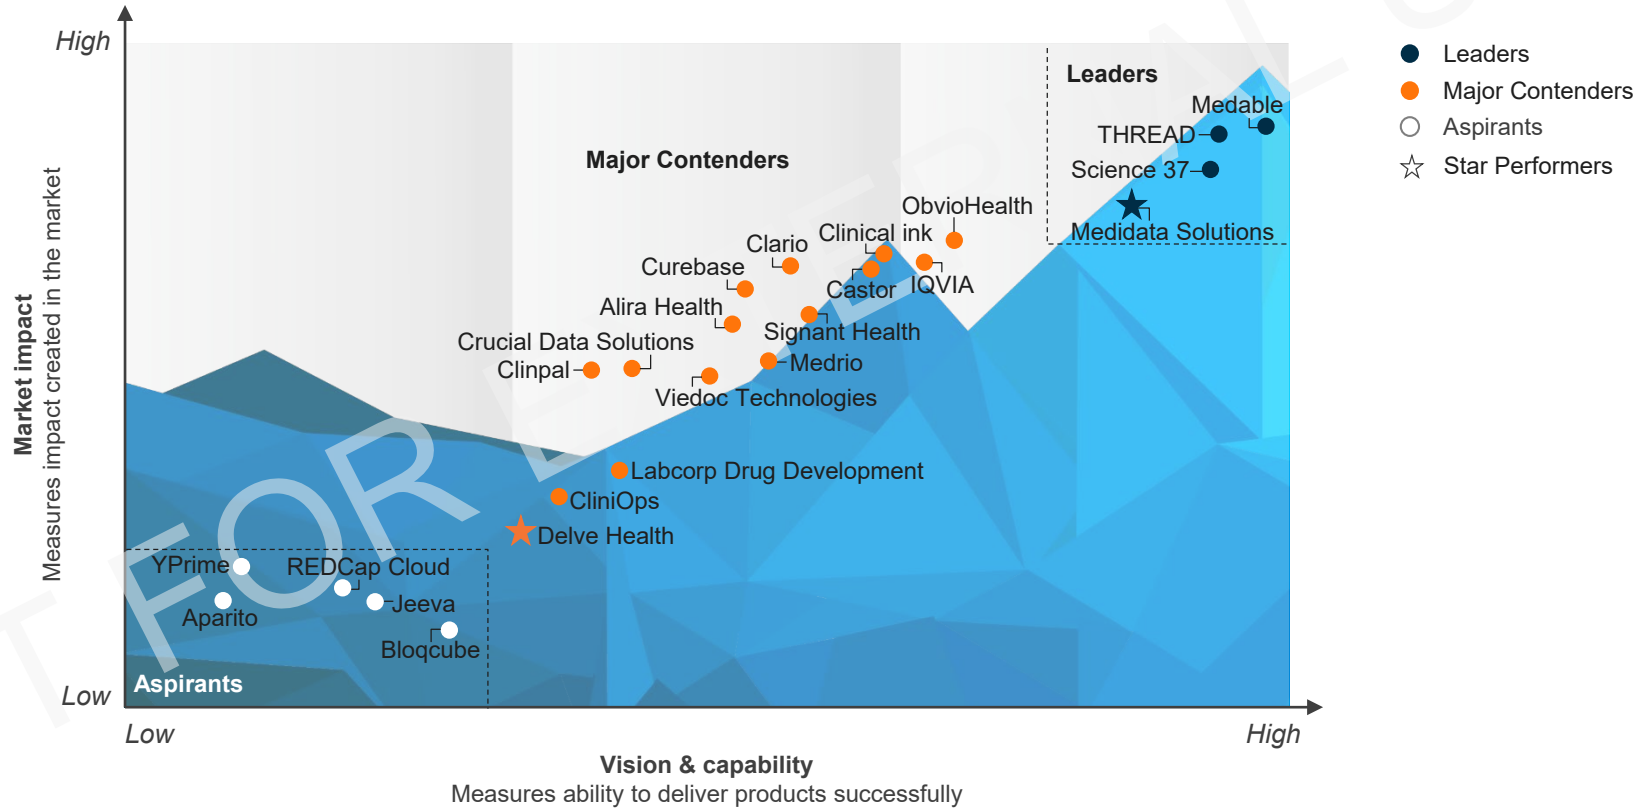 High
Leaders
Leaders
Medable
Major Contenders
THREAD
Aspirants
Major Contenders
Science 37
Star Performers
ObvioHealth
Medidata Solutions
Clinical ink
Clario
Curebase
Castor
IQVIA
Alira Health
Signant Health
Crucial Data Solutions
Clinpal
Medrio
Viedoc Technologies
Market impact
Measures impact created in the market
Labcorp Drug Development
CliniOps
Delve Health
YPrime
REDCap Cloud
Jeeva
Aparito
Bloqcube
Aspirants
Low
Low
High
Vision & capability
Measures ability to deliver products successfully
FOR